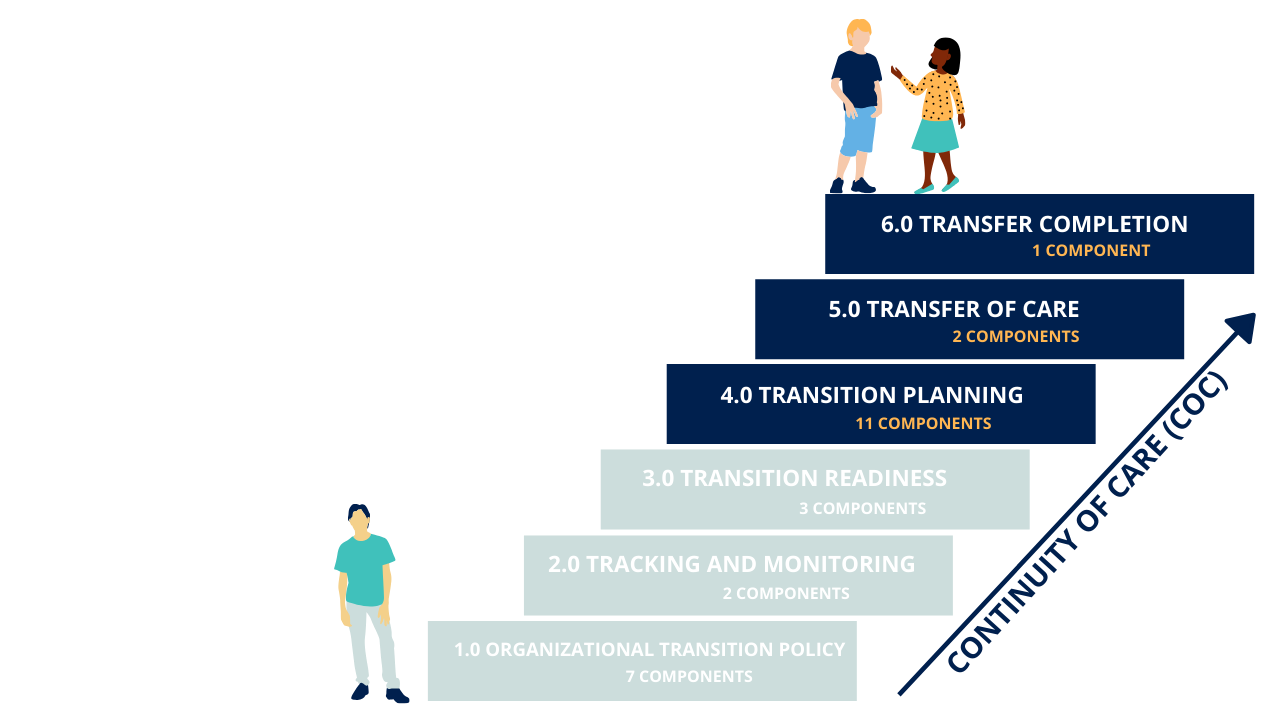 6.0 TRANSFER COMPLETION
1 COMPONENT
5.0 TRANSFER OF CARE
2 COMPONENTS
4.0 TRANSITION PLANNING
11 COMPONENTS
3.0 TRANSITION READINESS
3 COMPONENTS
2.0 TRACKING AND MONITORING
2 COMPONENTS
1.0 ORGANIZATIONAL TRANSITION POLICY
7 COMPONENTS
CONTINUITY OF CARE (COC)